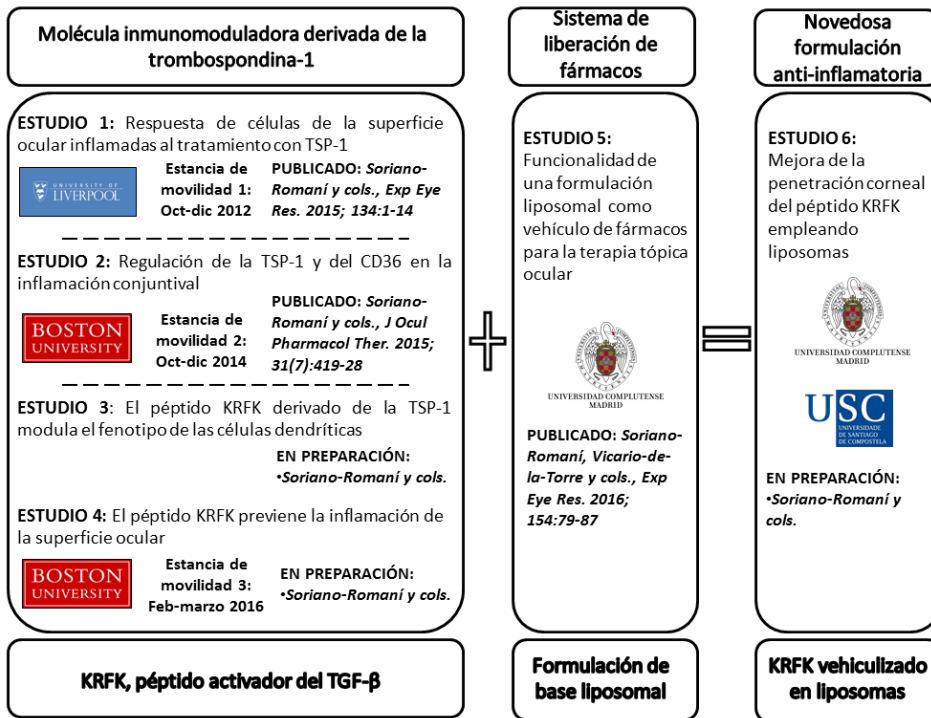 Molécula inmunomoduladora derivada de la
trombospondina-1
ESTUDIO 1: Respuesta de células de la superficie
ocular inflamadas al tratamiento con TSP-1
UNIVERSITY OF
LIVERPOOL
Estancia de
movilidad 1:
Oct-dic 2012
PUBLICADO: Soriano-
Romaní y cols., Exp Eye
Res. 2015; 134:1-14
ESTUDIO 2: Regulación de la TSP-1 y del CD36 en la
inflamación conjuntival
BOSTON
UNIVERSITY
Estancia de
movilidad 2:
Oct-dic 2014
PUBLICADO: Soriano-
Romaní y cols., J Ocul
Pharmacol Ther. 2015;
31(7):419-28
ESTUDIO 3: El péptido KRFK derivado de la TSP-1
modula el fenotipo de las células dendríticas
EN PREPARACIÓN:
•Soriano-Romaní y cols.
ESTUDIO 4: El péptido KRFK previene la inflamación de
la superficie ocular
BOSTON
UNIVERSITY
Estancia de
movilidad 3:
Feb-marzo 2016
EN PREPARACIÓN:
•Soriano-Romaní y cols.
KRFK, péptido activador del TGF-β
+
Sistema de
liberación de
fármacos
ESTUDIO 5:
Funcionalidad de
una formulación
liposomal como
vehículo de fármacos
para la terapia tópica
ocular
UNIVERSIDAD COMPLUTENSE
MADRID
PUBLICADO: Soriano-
Romaní, Vicario-de-
la-Torre y cols., Exp
Eye Res. 2016;
154:79-87
Formulación de
base liposomal
=
Novedosa
formulación
anti-inflamatoria
ESTUDIO 6:
Mejora de la
penetración corneal
del péptido KRFK
empleando
liposomas
UNIVERSIDAD COMPLUTENSE
MADRID
USC
UNIVERSIDADE
DE SANTIAGO
DE COMPOSTELA
EN PREPARACIÓN:
•Soriano-Romaní y
cols.
KRFK vehiculizado
en liposomas